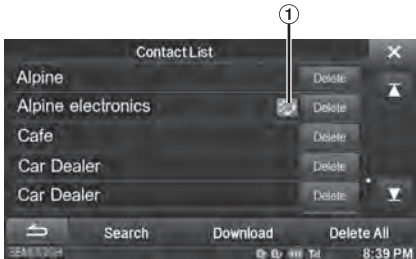 ①
Contact List
Alpine Delete
Alpine electronics Delete
Cafe Delete
Car Dealer Delete
Car Dealer Delete
Search Download Delete All
Tel 8:39 PM